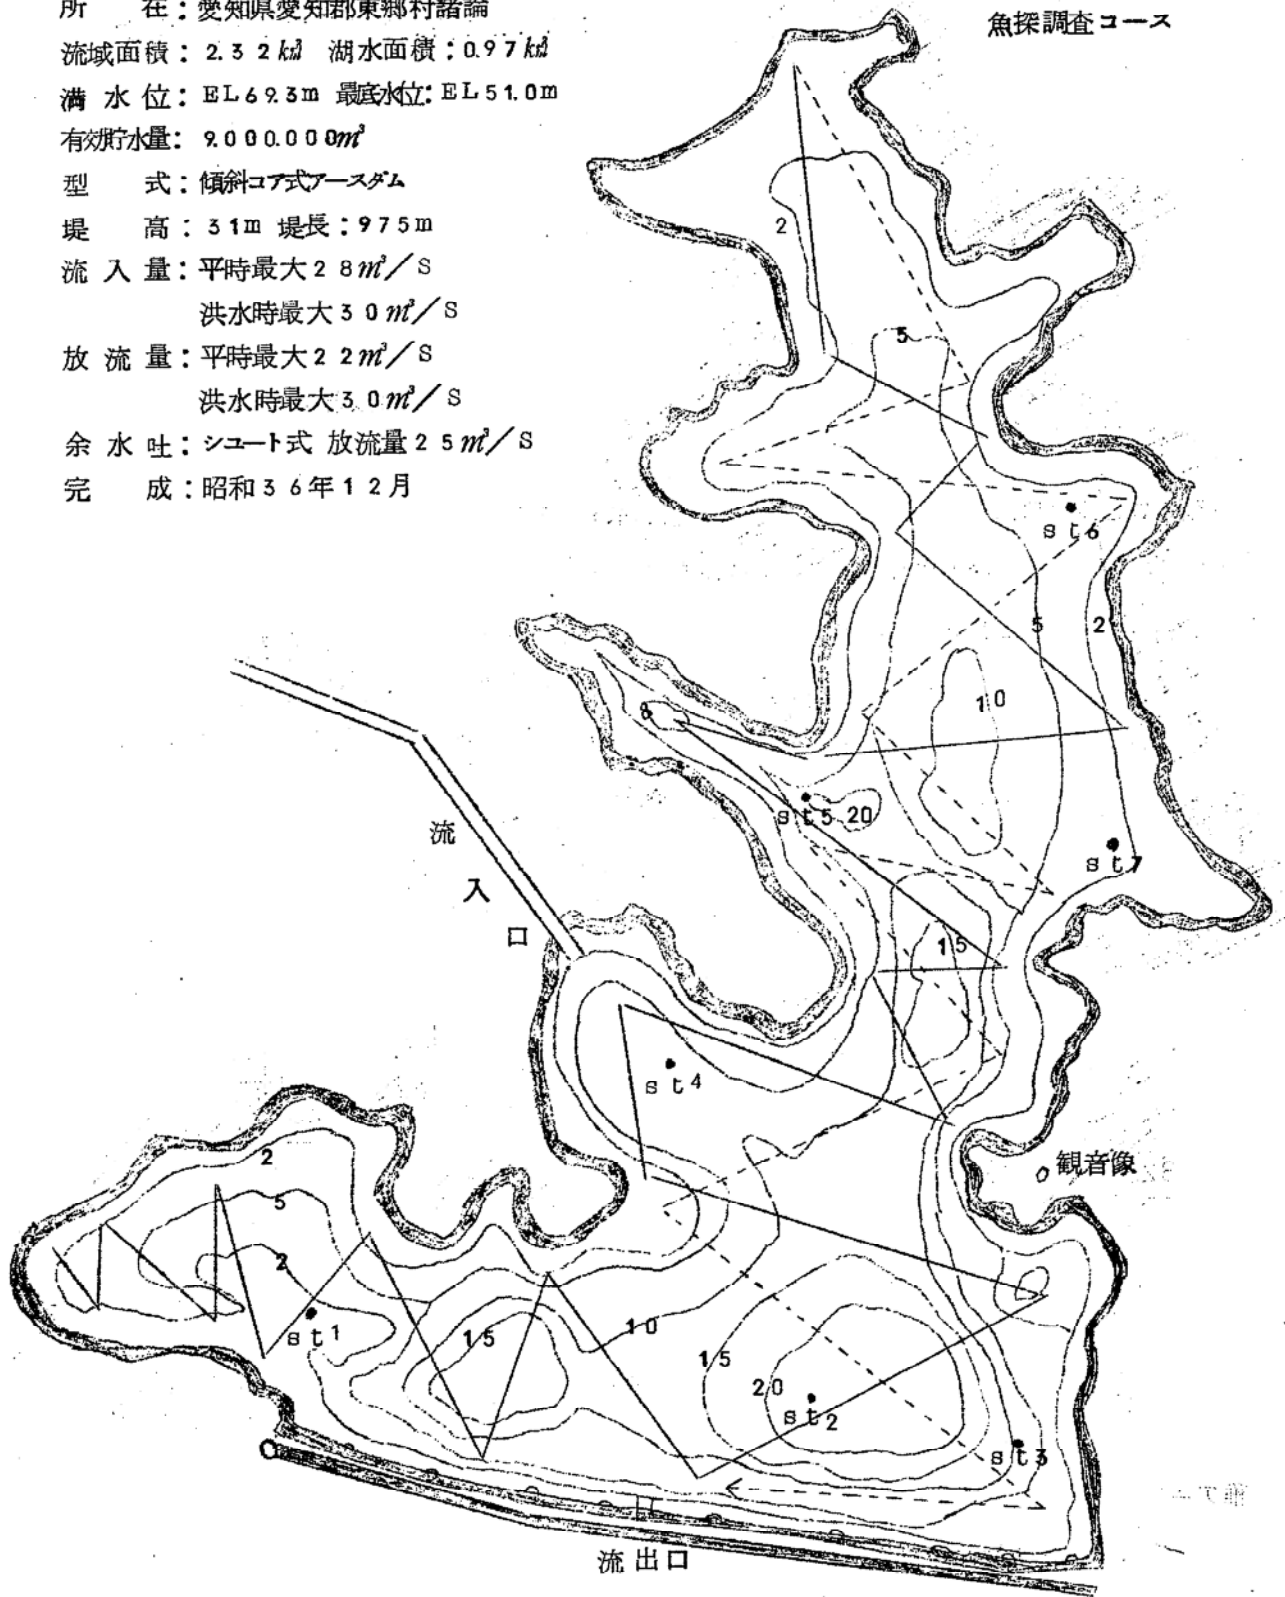 所 在：愛知県愛知郡東郷村諸論
流域面積：2.32㎢ 湖水面積：0.97㎢
満水位：EL69.3m 最底水位：EL51.0m
有効貯水量：9.000.000㎥
型 式：傾斜コア式アースダム
堤 高：31m 堤長：975m
流入量：平時最大28㎥／S
洪水時最大30㎥／S
放流量：平時最大22㎥／S
洪水時最大30㎥／S
余水吐：シユート式 放流量25㎥／S
完 成：昭和36年12月
魚探調査コース
2
5
st6
5
2
10
8
st5
20
st7
流入口
15
st4
観音像
2
5
2
st1
15
10
15
20
st2
st3
流出口